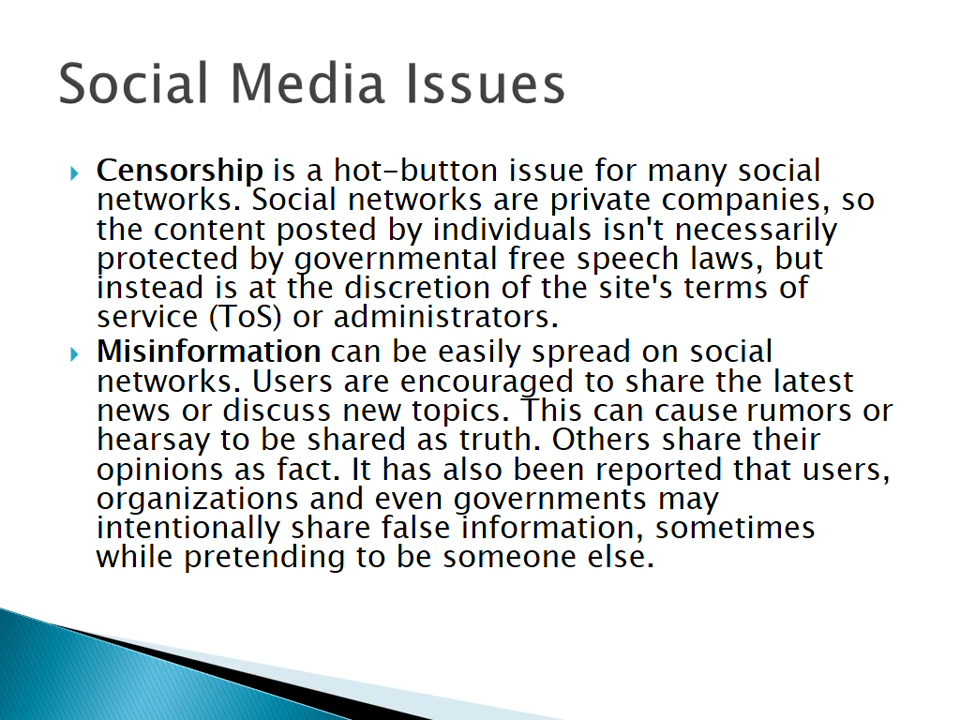 Social Media Issues
Censorship is a hot-button issue for many social
networks. Social networks are private companies, so
the content posted by individuals isn't necessarily
protected by governmental free speech laws, but
instead is at the discretion of the site's terms of
service (ToS) or administrators.
Misinformation can be easily spread on social
networks. Users are encouraged to share the latest
news or discuss new topics. This can cause rumors or
hearsay to be shared as truth. Others share their
opinions as fact. It has also been reported that users,
organizations and even governments may
intentionally share false information, sometimes
while pretending to be someone else.